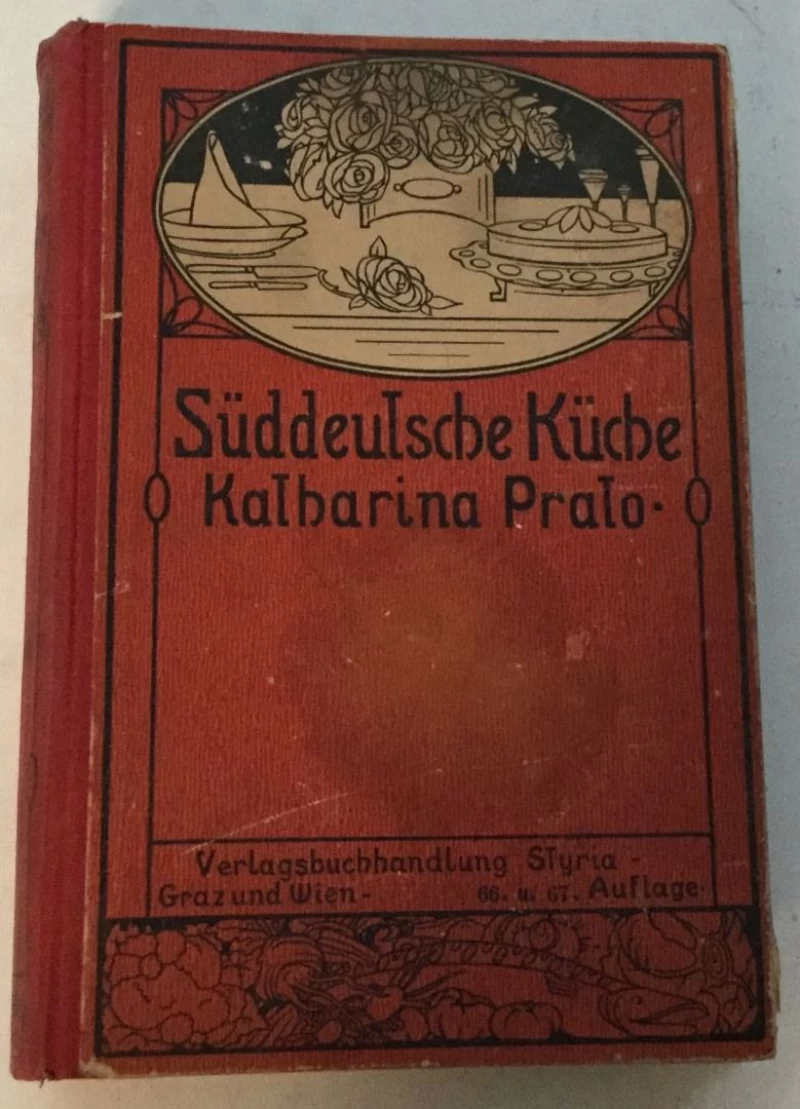 Süddeutsche Küche
Katharina Prato.
Verlagsbuchhandlung Styria -
Graz und Wien - 66. u. 67. Auflage.